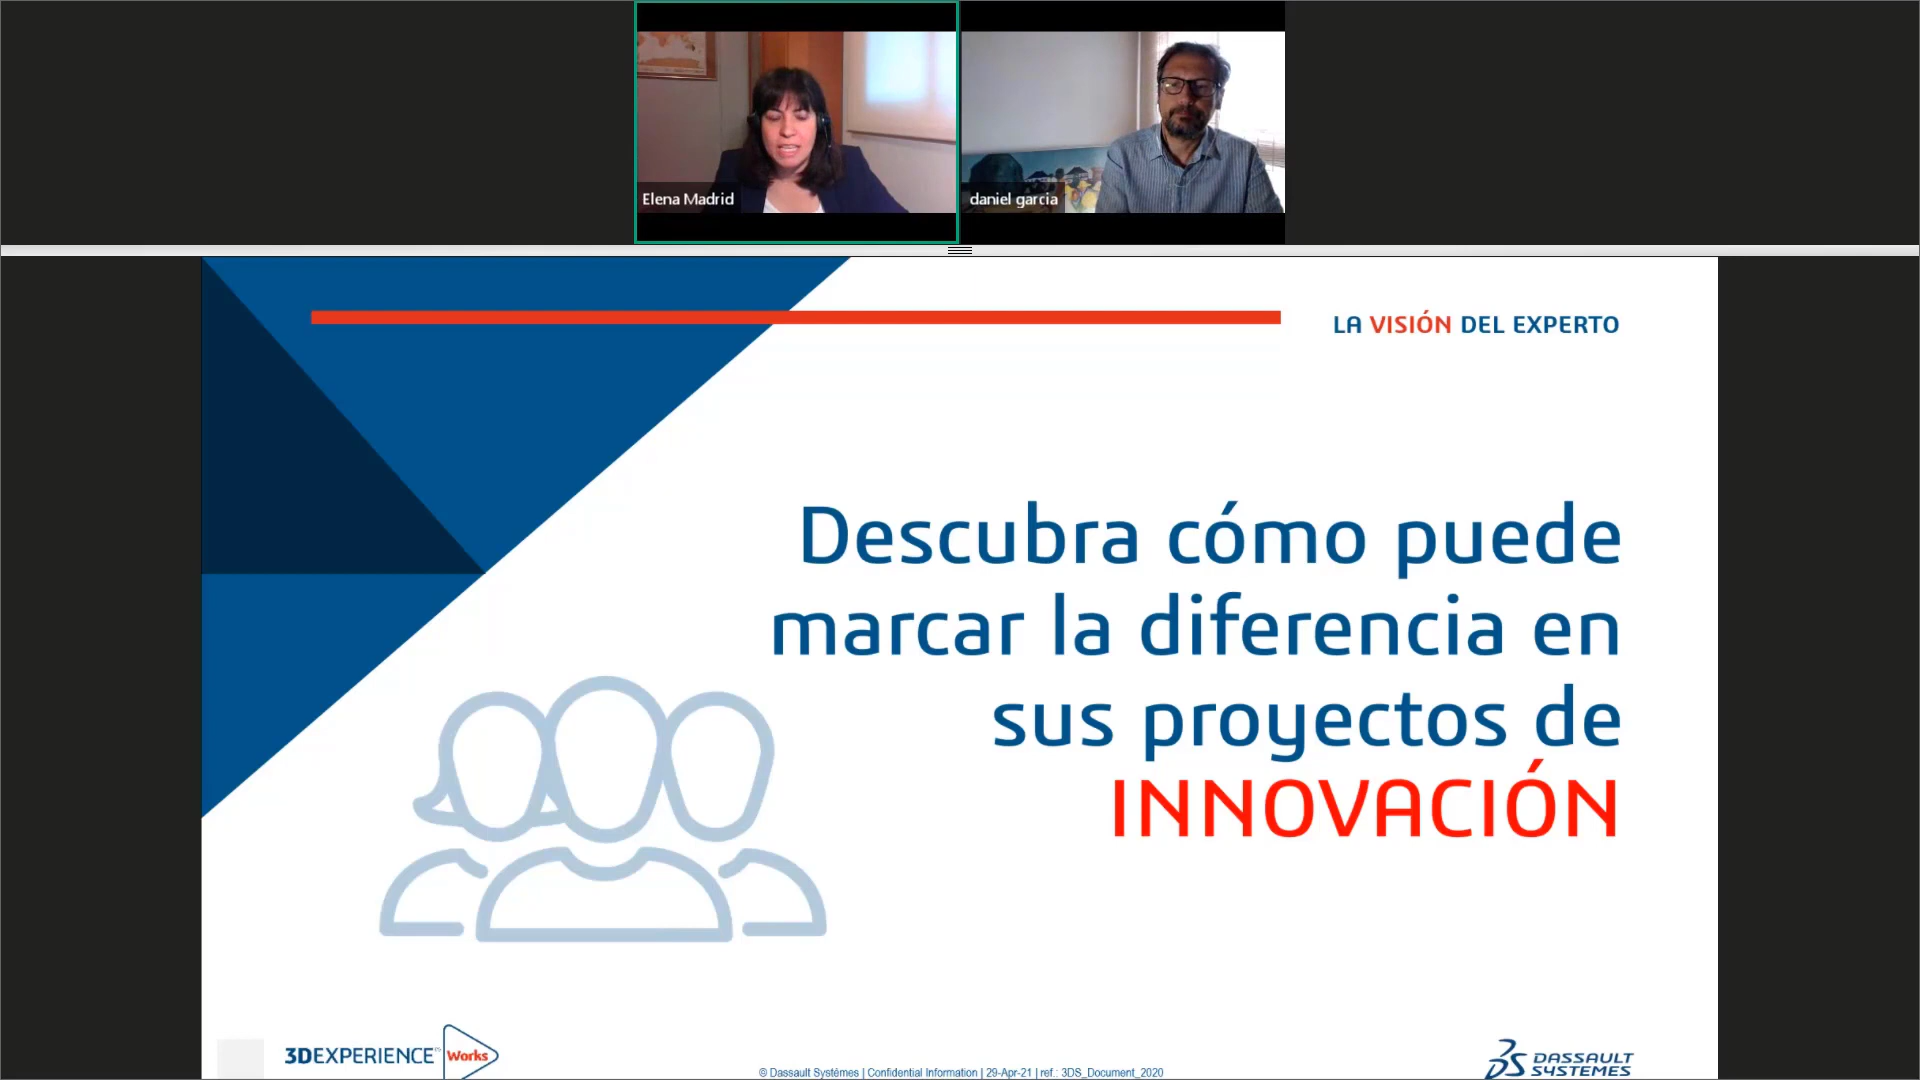 Elena Madrid
daniel garcia
LA VISIÓN DEL EXPERTO
Descubra cómo puede
marcar la diferencia en
sus proyectos de
INNOVACIÓN
3DEXPERIENCE Works
© Dassault Systèmes | Confidential Information | 29-Apr-21 | ref.: 3DS_Document_2020
DASSAULT
SYSTEMES